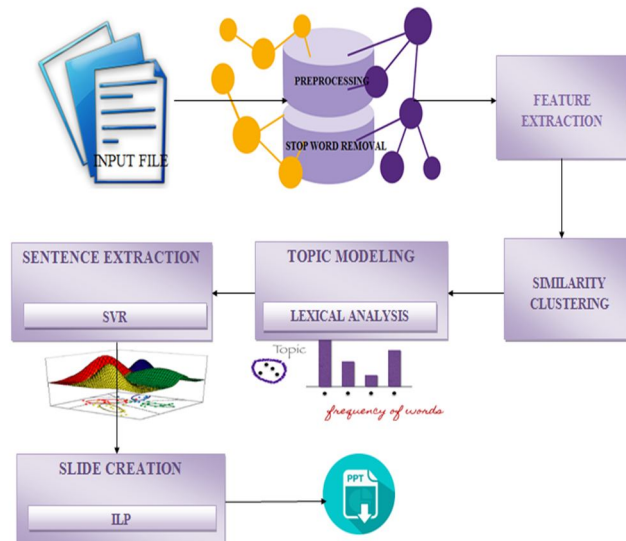 INPUT FILE
PREPROCESSING
STOP WORD REMOVAL
FEATURE
EXTRACTION
SIMILARITY
CLUSTERING
TOPIC MODELING
LEXICAL ANALYSIS
Topic
frequency of words
SENTENCE EXTRACTION
SVR
SLIDE CREATION
ILP
PPT